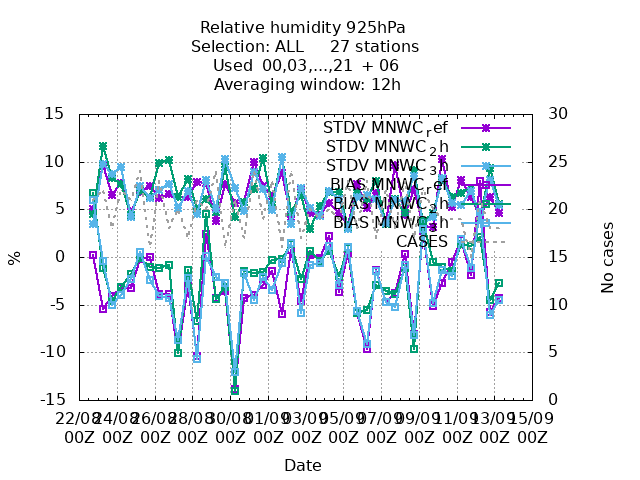 Relative humidity 925hPa
Selection: ALL 27 stations
Used 00,03,...,21 + 06
Averaging window: 12h
STDV MNWC_ref
STDV MNWC_2h
STDV MNWC_3h
BIAS MNWC_ref
BIAS MNWC_2h
BIAS MNWC_3h
CASES
%
15
10
5
0
-5
-10
-15
No cases
30
25
20
15
10
5
0
22/08 24/08 26/08 28/08 30/08 01/09 03/09 05/09 07/09 09/09 11/09 13/09 15/09
00Z 00Z 00Z 00Z 00Z 00Z 00Z 00Z 00Z 00Z 00Z 00Z 00Z
Date